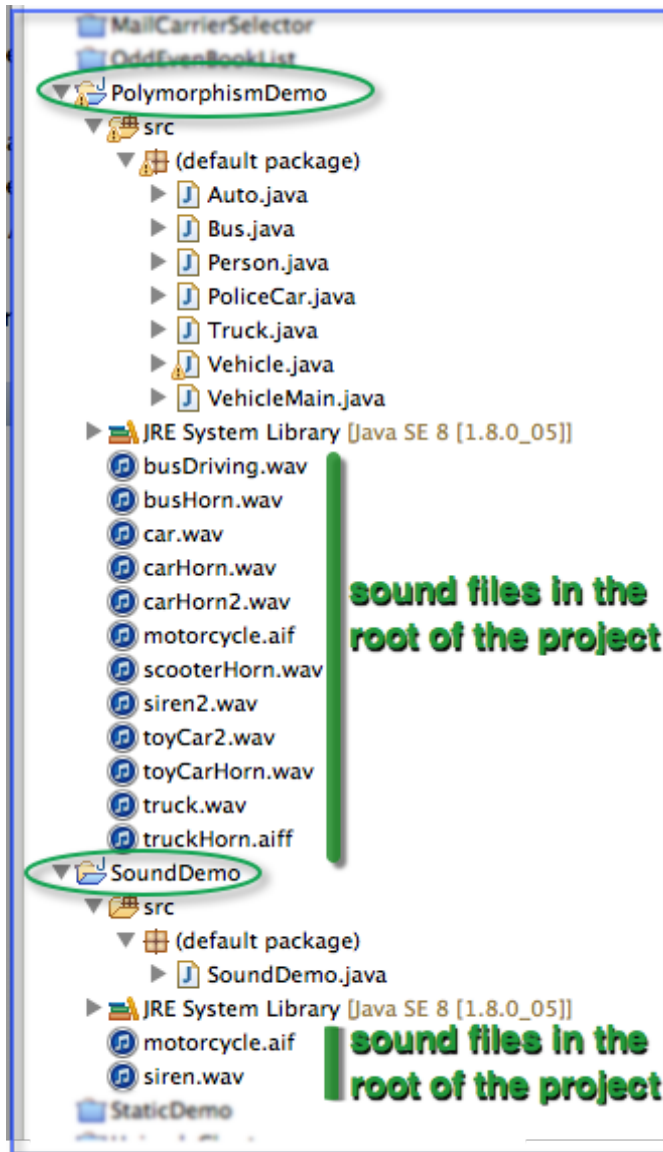 MailCarrierSelector
OddEvenBookList
PolymorphismDemo
src
(default package)
Auto.java
Bus.java
Person.java
PoliceCar.java
Truck.java
Vehicle.java
VehicleMain.java
JRE System Library [Java SE 8 [1.8.0_05]]
busDriving.wav
busHorn.wav
car.wav
carHorn.wav
carHorn2.wav
motorcycle.aif
scooterHorn.wav
siren2.wav
toyCar2.wav
toyCarHorn.wav
truck.wav
truckHorn.aiff
sound files in the
root of the project
SoundDemo
src
(default package)
SoundDemo.java
JRE System Library [Java SE 8 [1.8.0_05]]
motorcycle.aif
siren.wav
sound files in the
root of the project
StaticDemo